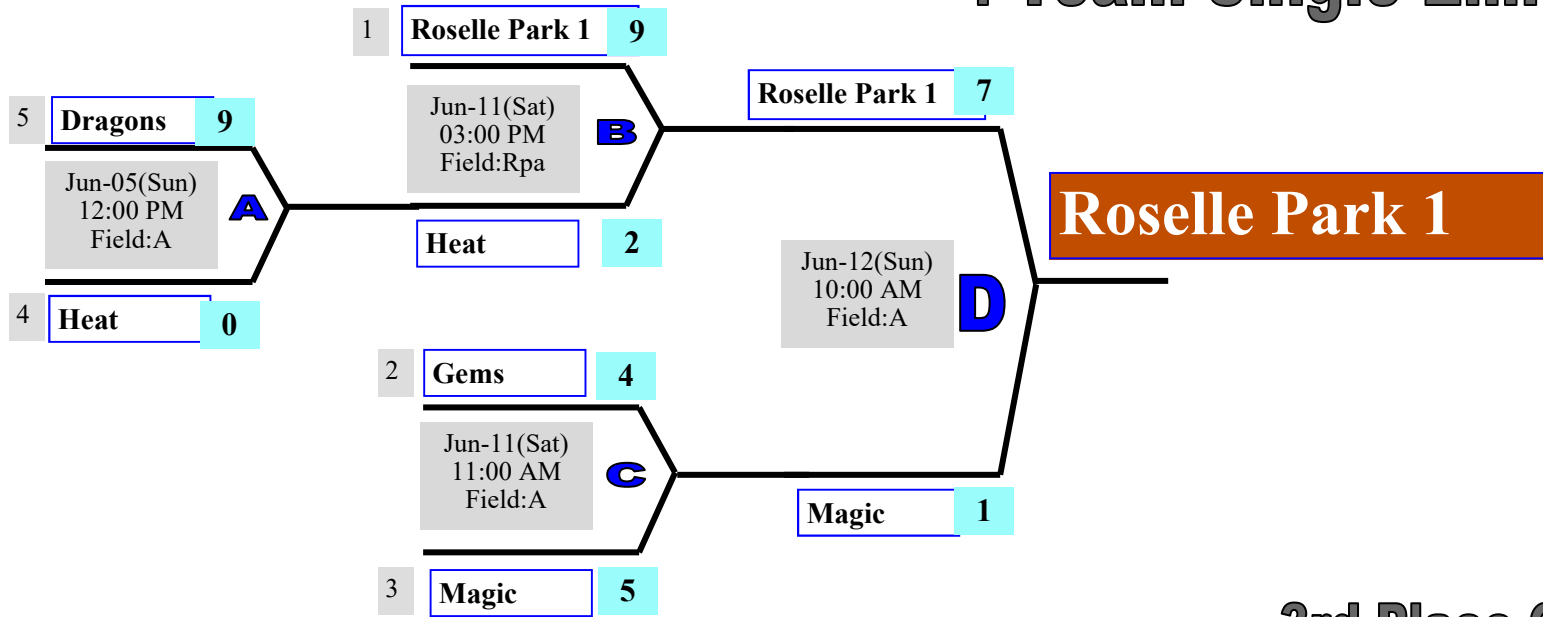 1 Roselle Park 1 9
Jun-11(Sat)
03:00 PM
Field:Rpa
B
Roselle Park 1 7
5 Dragons 9
Jun-05(Sun)
12:00 PM
Field:A
A
Roselle Park 1
Heat 2
Jun-12(Sun)
10:00 AM
Field:A
D
4 Heat 0
2 Gems 4
Jun-11(Sat)
11:00 AM
Field:A
C
Magic 1
3 Magic 5
3rd Place